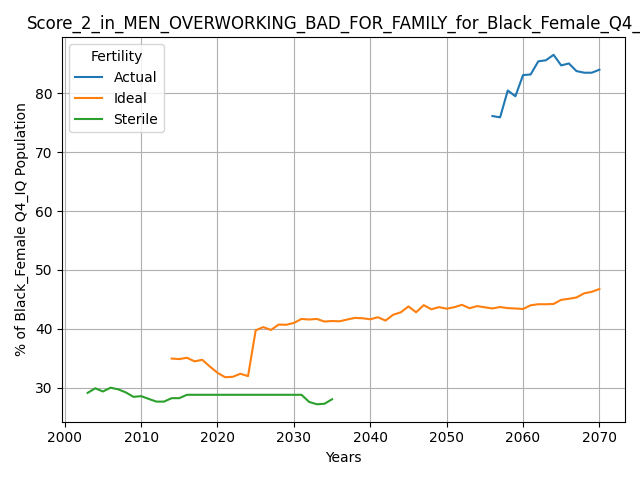 Score_2_in_MEN_OVERWORKING_BAD_FOR_FAMILY_for_Black_Female_Q4_
% of Black_Female Q4_IQ Population
Fertility
Actual
Ideal
Sterile
80
70
60
50
40
30
2000 2010 2020 2030 2040 2050 2060 2070
Years